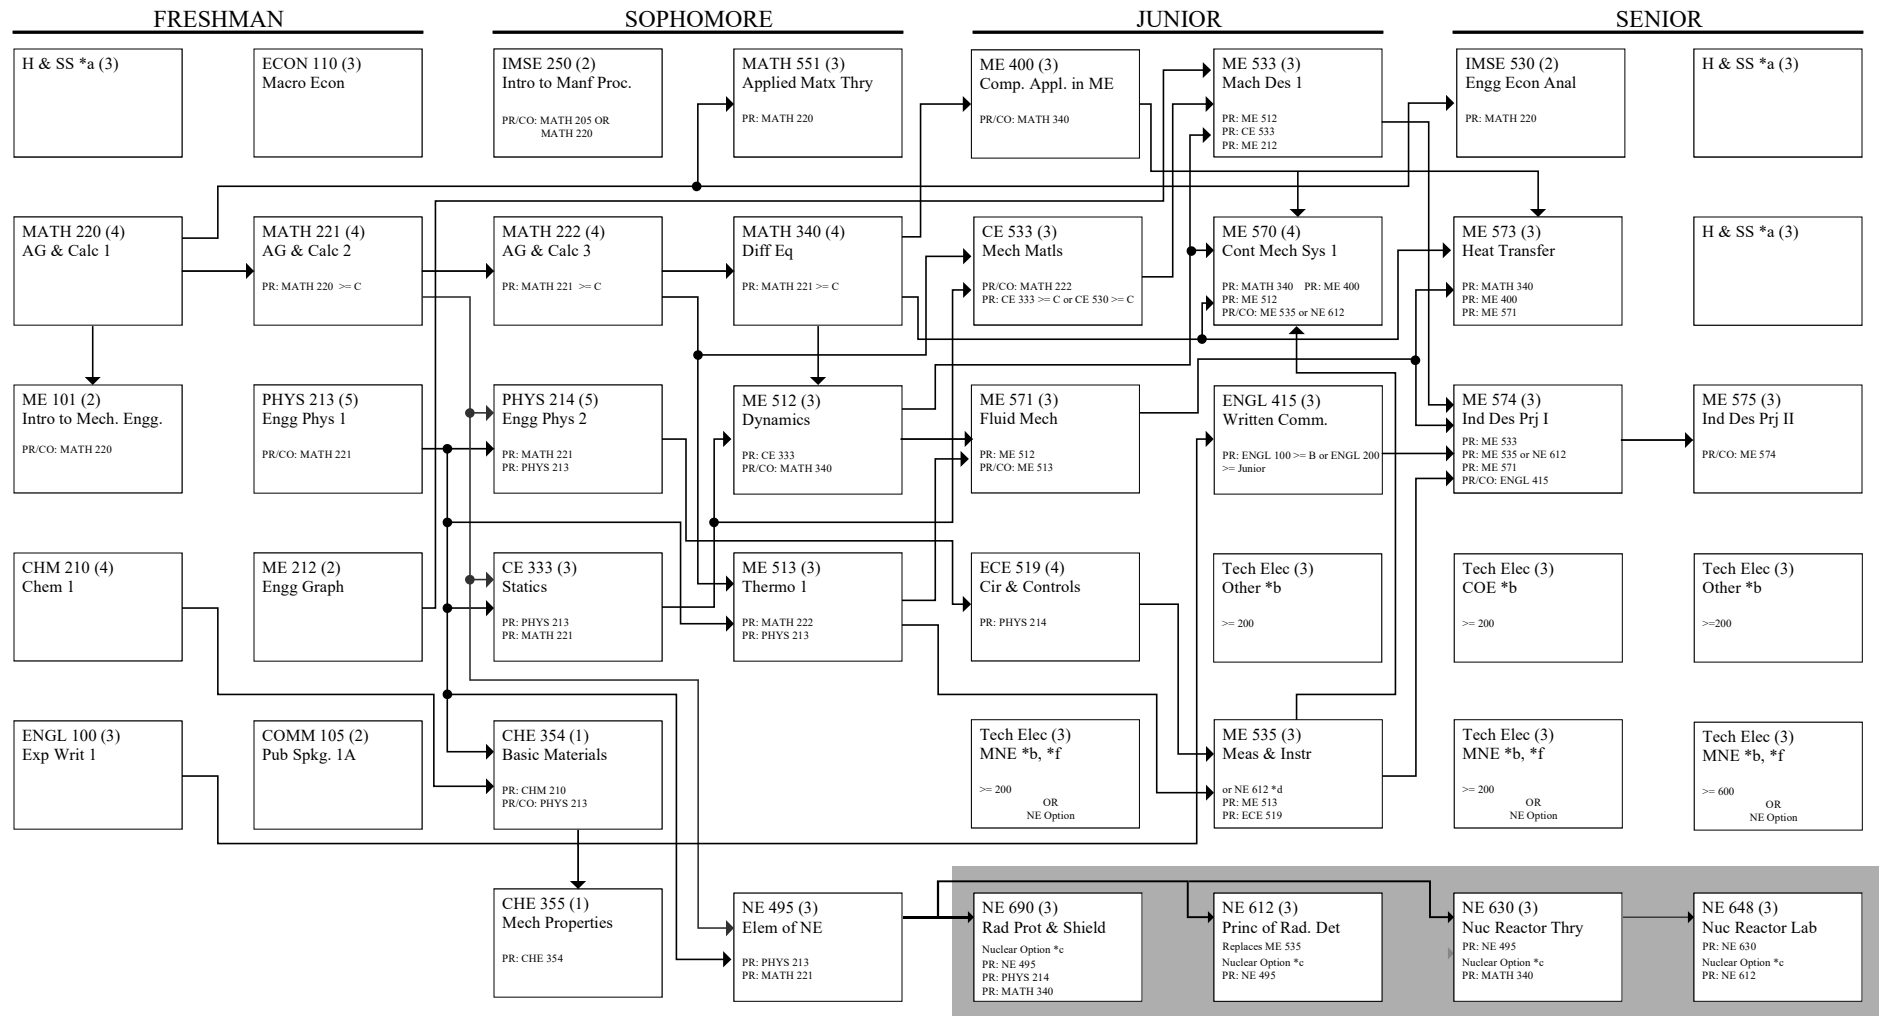 FRESHMAN
SOPHOMORE
JUNIOR
SENIOR
H & SS *a (3)
ECON 110 (3)
Macro Econ
IMSE 250 (2)
Intro to Manf Proc.
PR/CO: MATH 205 OR
MATH 220
MATH 551 (3)
Applied Matx Thry
PR: MATH 220
ME 400 (3)
Comp. Appl. in ME
PR/CO: MATH 340
ME 533 (3)
Mach Des 1
PR: ME 512
PR: CE 533
PR: ME 212
IMSE 530 (2)
Engg Econ Anal
PR: MATH 220
H & SS *a (3)
MATH 220 (4)
AG & Calc 1
MATH 221 (4)
AG & Calc 2
PR: MATH 220 >= C
MATH 222 (4)
AG & Calc 3
PR: MATH 221 >= C
MATH 340 (4)
Diff Eq
PR: MATH 221 >= C
CE 533 (3)
Mech Matls
PR/CO: MATH 222
PR: CE 333 >= C or CE 530 >= C
ME 570 (4)
Cont Mech Sys 1
PR: MATH 340 PR: ME 400
PR: ME 512
PR/CO: ME 535 or NE 612
ME 573 (3)
Heat Transfer
PR: MATH 340
PR: ME 400
PR: ME 571
H & SS *a (3)
ME 101 (2)
Intro to Mech. Engg.
PR/CO: MATH 220
PHYS 213 (5)
Engg Phys 1
PR/CO: MATH 221
PHYS 214 (5)
Engg Phys 2
PR: MATH 221
PR: PHYS 213
ME 512 (3)
Dynamics
PR: CE 333
PR/CO: MATH 340
ME 571 (3)
Fluid Mech
PR: ME 512
PR/CO: ME 513
ENGL 415 (3)
Written Comm.
PR: ENGL 100 >= B or ENGL 200
>= Junior
ME 574 (3)
Ind Des Prj I
PR: ME 533
PR: ME 535 or NE 612
PR: ME 571
PR/CO: ENGL 415
ME 575 (3)
Ind Des Prj II
PR/CO: ME 574
CHM 210 (4)
Chem 1
ME 212 (2)
Engg Graph
CE 333 (3)
Statics
PR: PHYS 213
PR: MATH 221
ME 513 (3)
Thermo 1
PR: MATH 222
PR: PHYS 213
ECE 519 (4)
Cir & Controls
PR: PHYS 214
Tech Elec (3)
Other *b
>= 200
Tech Elec (3)
COE *b
>= 200
Tech Elec (3)
Other *b
>=200
ENGL 100 (3)
Exp Writ 1
COMM 105 (2)
Pub Spkg. 1A
CHE 354 (1)
Basic Materials
PR: CHM 210
PR/CO: PHYS 213
Tech Elec (3)
MNE *b, *f
>= 200
OR
NE Option
ME 535 (3)
Meas & Instr
or NE 612 *d
PR: ME 513
PR: ECE 519
Tech Elec (3)
MNE *b, *f
>= 200
OR
NE Option
Tech Elec (3)
MNE *b, *f
>= 600
OR
NE Option
CHE 355 (1)
Mech Properties
PR: CHE 354
NE 495 (3)
Elem of NE
PR: PHYS 213
PR: MATH 221
NE 690 (3)
Rad Prot & Shield
Nuclear Option *c
PR: NE 495
PR: PHYS 214
PR: MATH 340
NE 612 (3)
Princ of Rad. Det
Replaces ME 535
Nuclear Option *c
PR: NE 495
NE 630 (3)
Nuc Reactor Thry
PR: NE 495
Nuclear Option *c
PR: MATH 340
NE 648 (3)
Nuc Reactor Lab
PR: NE 630
Nuclear Option *c
PR: NE 612